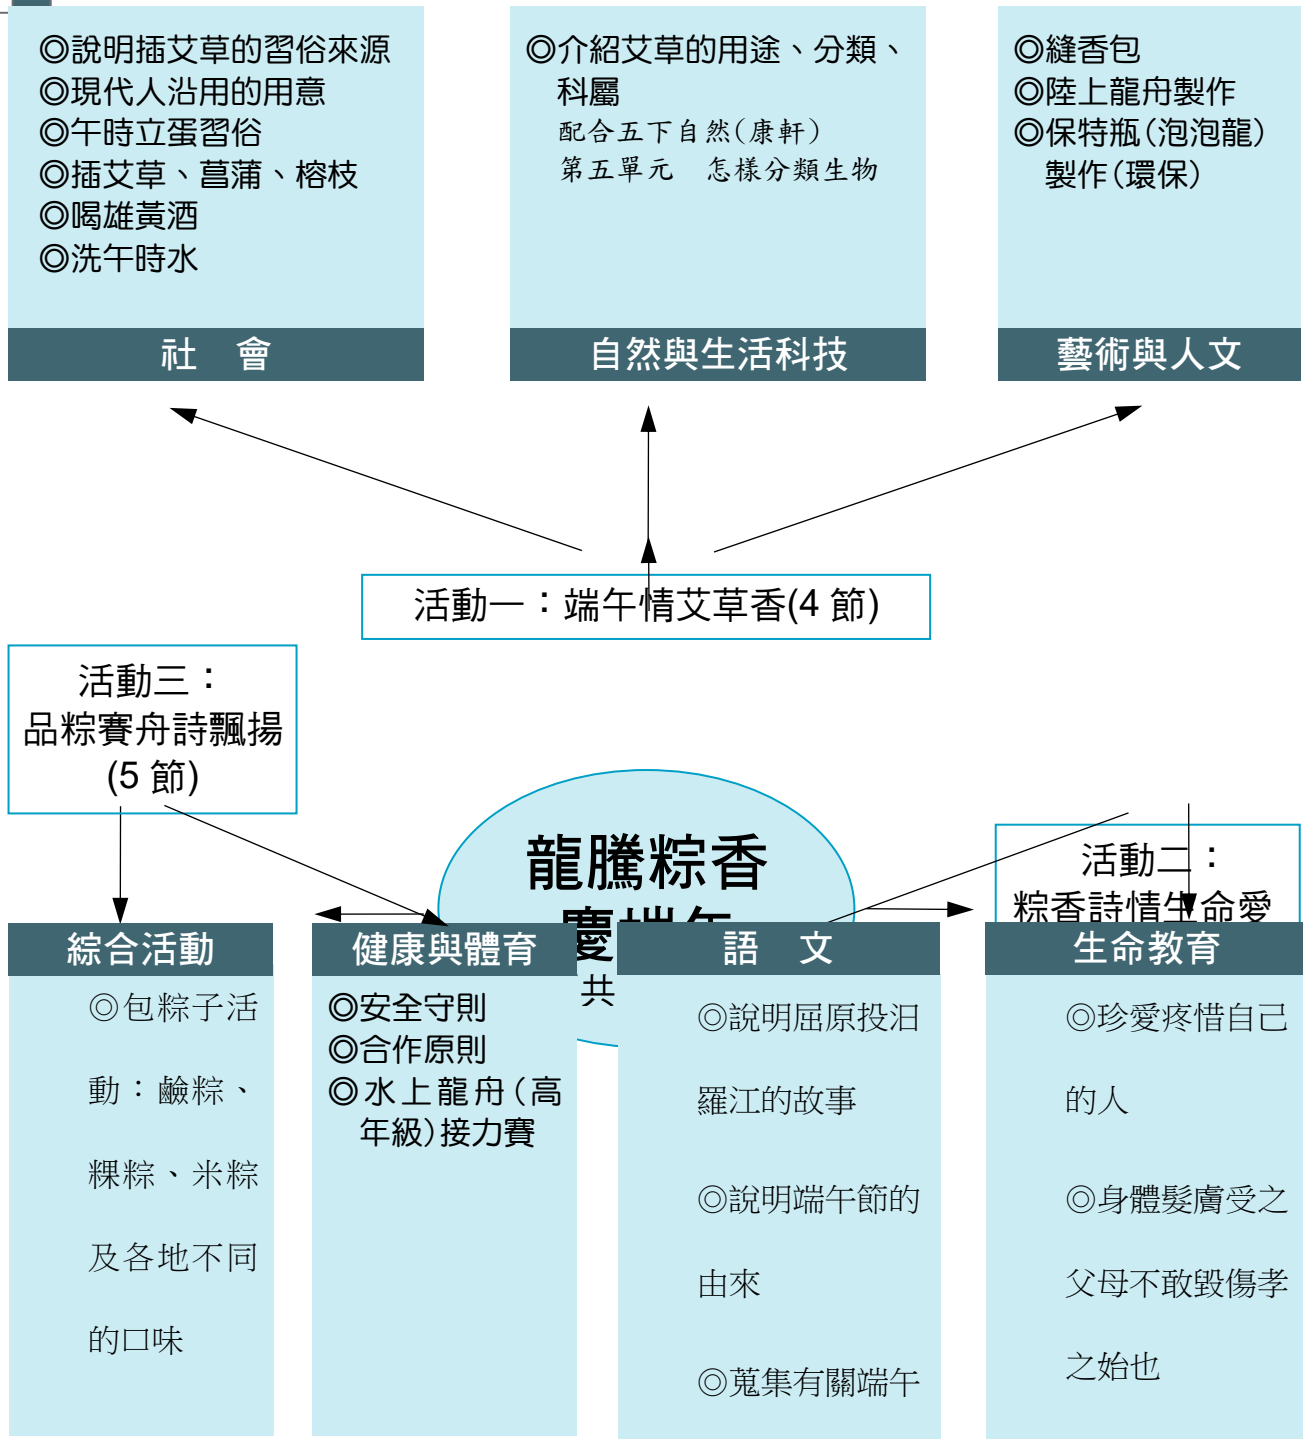 ◎說明插艾草的習俗來源
◎現代人沿用的用意
◎午時立蛋習俗
◎插艾草、菖蒲、榕枝
◎喝雄黃酒
◎洗午時水
社　會
◎介紹艾草的用途、分類、
科屬
配合五下自然(康軒)
第五單元　怎樣分類生物
自然與生活科技
◎縫香包
◎陸上龍舟製作
◎保特瓶(泡泡龍)
製作(環保)
藝術與人文
活動一：端午情艾草香(4 節)
活動三：
品粽賽舟詩飄揚
(5 節)
龍騰粽香
慶端午
共
活動二：
粽香詩情生命愛
綜合活動
◎包粽子活
動：鹼粽、
粿粽、米粽
及各地不同
的口味
健康與體育
◎安全守則
◎合作原則
◎水上龍舟(高
年級)接力賽
語　文
◎說明屈原投汨
羅江的故事
◎說明端午節的
由來
◎蒐集有關端午
生命教育
◎珍愛疼惜自己
的人
◎身體髮膚受之
父母不敢毀傷孝
之始也